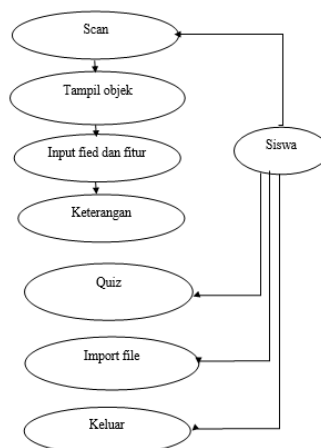 Scan
Tampil objek
Input fied dan fitur
Siswa
Keterangan
Quiz
Import file
Keluar